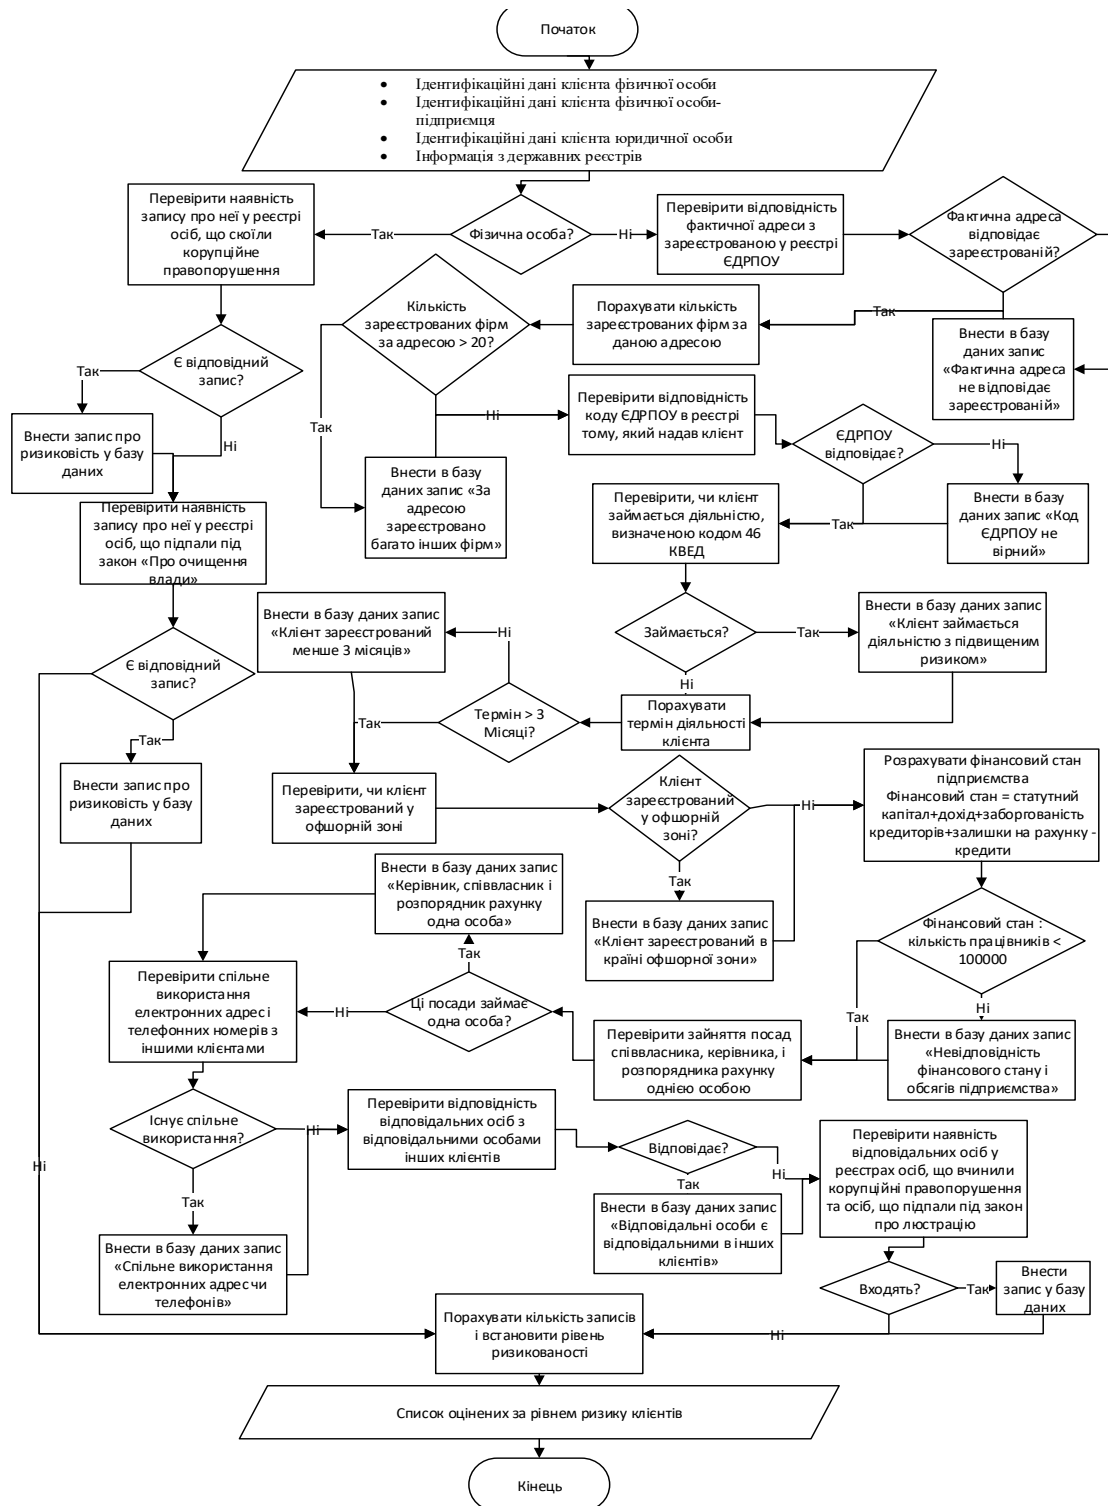 Початок
• Ідентифікаційні дані клієнта фізичної особи
• Ідентифікаційні дані клієнта фізичної особи-
підприємця
• Ідентифікаційні дані клієнта юридичної особи
• Інформація з державних реєстрів
Перевірити наявність
запису про неї у реєстрі
осіб, що скоїли
корупційне
правопорушення
Так
Фізична особа?
Ні
Перевірити відповідність
фактичної адреси з
зареєстрованою у реєстрі
ЄДРПОУ
Фактична адреса
відповідає
зареєстрованій?
Кількість
зареєстрованих фірм
за адресою > 20?
Порахувати кількість
зареєстрованих фірм за
даною адресою
Так
Внести в базу
даних запис
«Фактична адреса
не відповідає
зареєстрованій»
Є відповідний
запис?
Так
Ні
Внести запис про
ризиковість у базу
даних
Так
Ні
Перевірити відповідність
коду ЄДРПОУ в реєстрі
тому, який надав клієнт
ЄДРПОУ
відповідає?
Ні
Внести в базу
даних запис «За
адресою
зареєстровано
багато інших фірм»
Перевірити, чи клієнт
займається діяльністю,
визначеною кодом 46
КВЕД
Так
Внести в базу
даних запис «Код
ЄДРПОУ не
вірний»
Перевірити наявність
запису про неї у реєстрі
осіб, що підпали під
закон «Про очищення
влади»
Внести в базу даних запис
«Клієнт зареєстрований
менше 3 місяців»
Ні
Займається?
Так
Внести в базу даних запис
«Клієнт займається
діяльністю з підвищеним
ризиком»
Ні
Є відповідний
запис?
Так
Так
Термін > 3
Місяці?
Порахувати
термін діяльності
клієнта
Внести запис про
ризиковість у базу
даних
Перевірити, чи клієнт
зареєстрований у
офшорній зоні
Клієнт
зареєстрований
у офшорній
зоні?
Ні
Розрахувати фінансовий стан
підприємства
Фінансовий стан = статутний
капітал+дохід+заборгованість
кредиторів+залишки на рахунку -
кредити
Так
Внести в базу даних запис
«Керівник, співвласник і
розпорядник рахунку
одна особа»
Внести в базу даних запис
«Клієнт зареєстрований в
країні офшорної зони»
Фінансовий стан :
кількість працівників <
100000
Так
Ні
Так
Перевірити спільне
використання
електронних адрес і
телефонних номерів з
іншими клієнтами
Ні
Ці посади займає
одна особа?
Перевірити зайняття посад
співвласника, керівника, і
розпорядника рахунку
однією особою
Внести в базу даних запис
«Невідповідність
фінансового стану і
обсягів підприємства»
Існує спільне
використання?
Ні
Перевірити відповідність
відповідальних осіб з
відповідальними особами
інших клієнтів
Відповідає?
Ні
Перевірити наявність
відповідальних осіб у
реєстрах осіб, що вчинили
корупційні правопорушення
та осіб, що підпали під закон
про люстрацію
Ні
Так
Так
Внести в базу даних запис
«Спільне використання
електронних адрес чи
телефонів»
Внести в базу даних запис
«Відповідальні особи є
відповідальними в інших
клієнтів»
Входять?
Так
Внести
запис у базу
даних
Порахувати кількість записів
і встановити рівень
ризикованості
Ні
Список оцінених за рівнем ризику клієнтів
Кінець